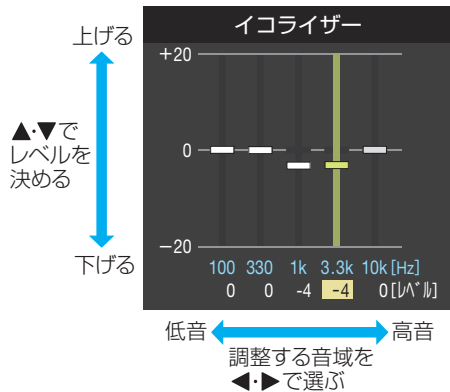 イコライザー
上げる
+20
▲・▼で
レベルを
決める
0
−20
下げる
100 330 1k 3.3k 10k [Hz]
0 0 -4 -4 0 [レベル]
低音 高音
調整する音域を
◀・▶で選ぶ